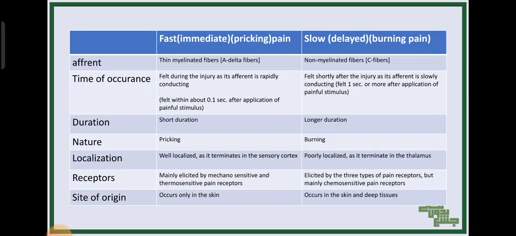 Fast(immediate)(pricking)pain
Slow (delayed)(burning pain)
affrent
Thin myelinated fibers [A-delta fibers]
Non-myelinated fibers [C-fibers]
Time of occurance
Felt during the injury as its afferent is rapidly
conducting
(felt within about 0.1 sec. after application of
painful stimulus)
Felt shortly after the injury as its afferent is slowly
conducting (felt 1 sec. or more after application of
painful stimulus)
Duration
Short duration
Longer duration
Nature
Pricking
Burning
Localization
Well localized, as it terminates in the sensory cortex
Poorly localized, as it terminate in the thalamus
Receptors
Mainly elicited by mechano sensitive and
thermosensitive pain receptors
Elicited by the three types of pain receptors, but
mainly chemosensitive pain receptors
Site of origin
Occurs only in the skin
Occurs in the skin and deep tissues